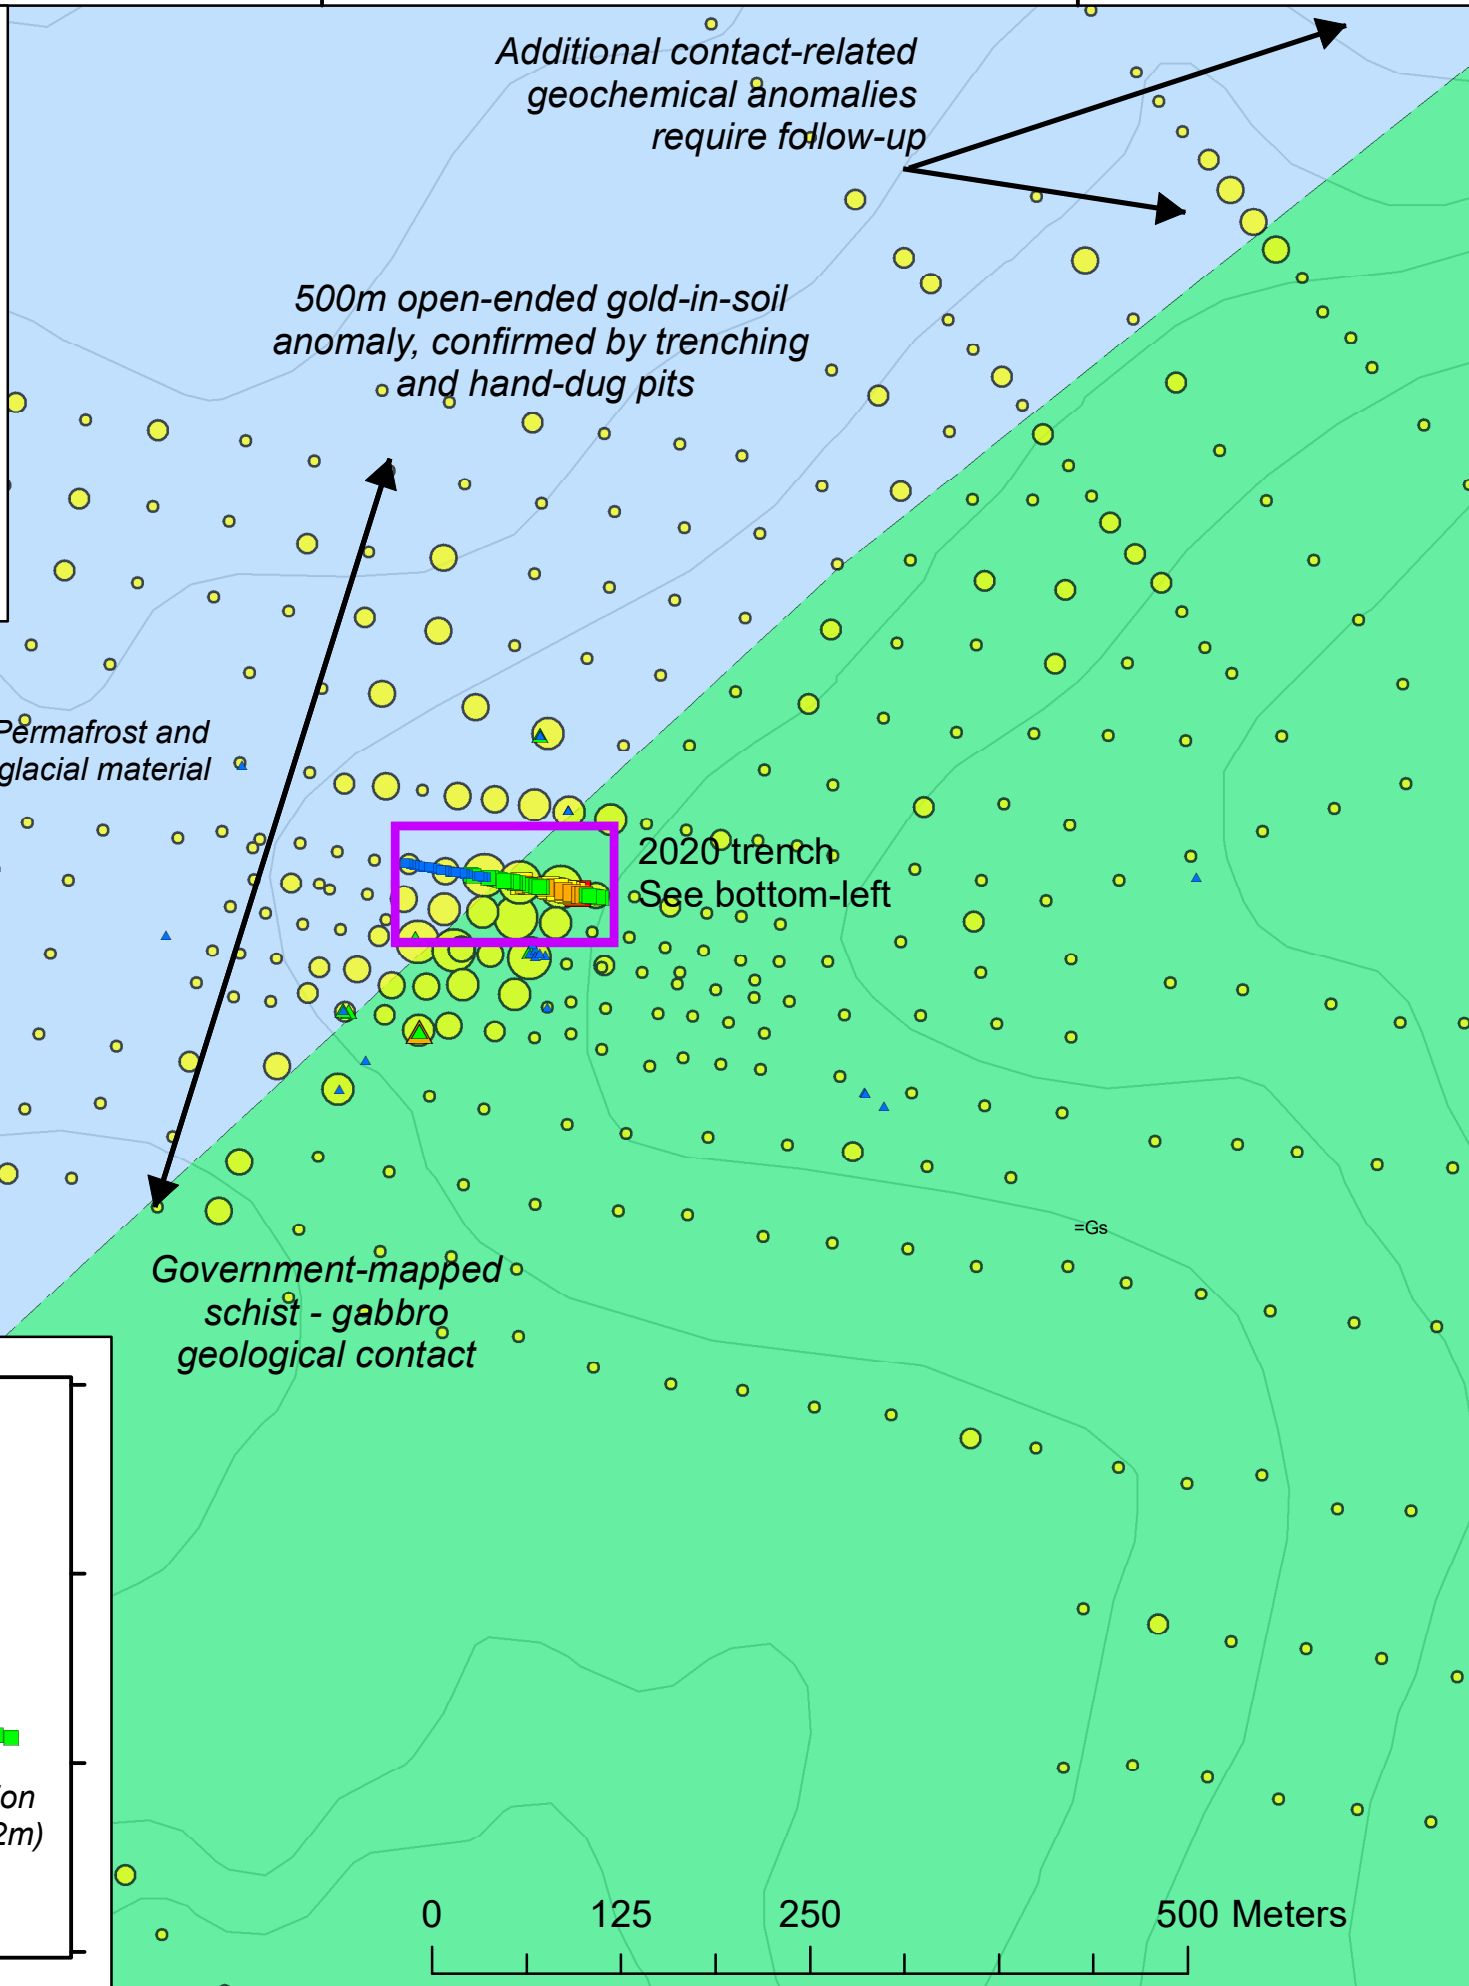 Additional contact-related
geochemical anomalies
require follow-up
500m open-ended gold-in-soil
anomaly, confirmed by trenching
and hand-dug pits
Permafrost and
glacial material
2020 trench
See bottom-left
=Gs
Government-mapped
schist - gabbro
geological contact
2m)
0 125 250 500 Meters